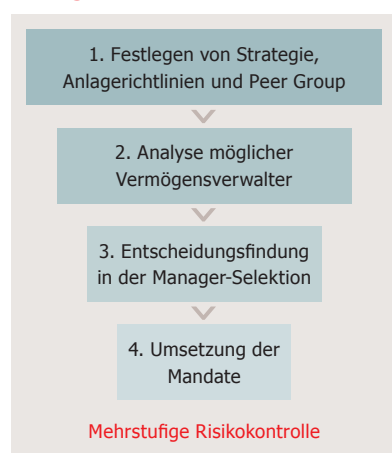 1. Festlegen von Strategie,
Anlagerichtlinien und Peer Group
2. Analyse möglicher
Vermögensverwalter
3. Entscheidungsfindung
in der Manager-Selektion
4. Umsetzung der
Mandate
Mehrstufige Risikokontrolle